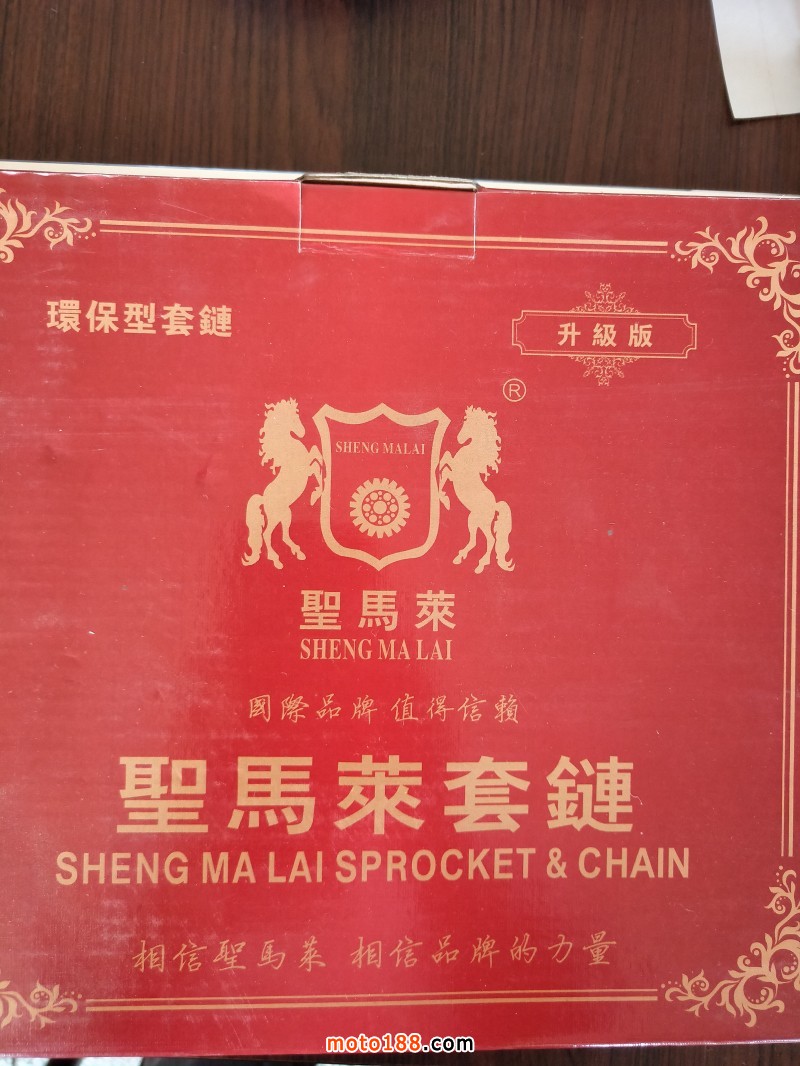 環保型套鏈
升級版
®
SHENG MALAI
聖馬萊
SHENG MA LAI
國際品牌 值得信賴
聖馬萊套鏈
SHENG MA LAI SPROCKET & CHAIN
相信聖馬萊 相信品牌的力量
moto188.com